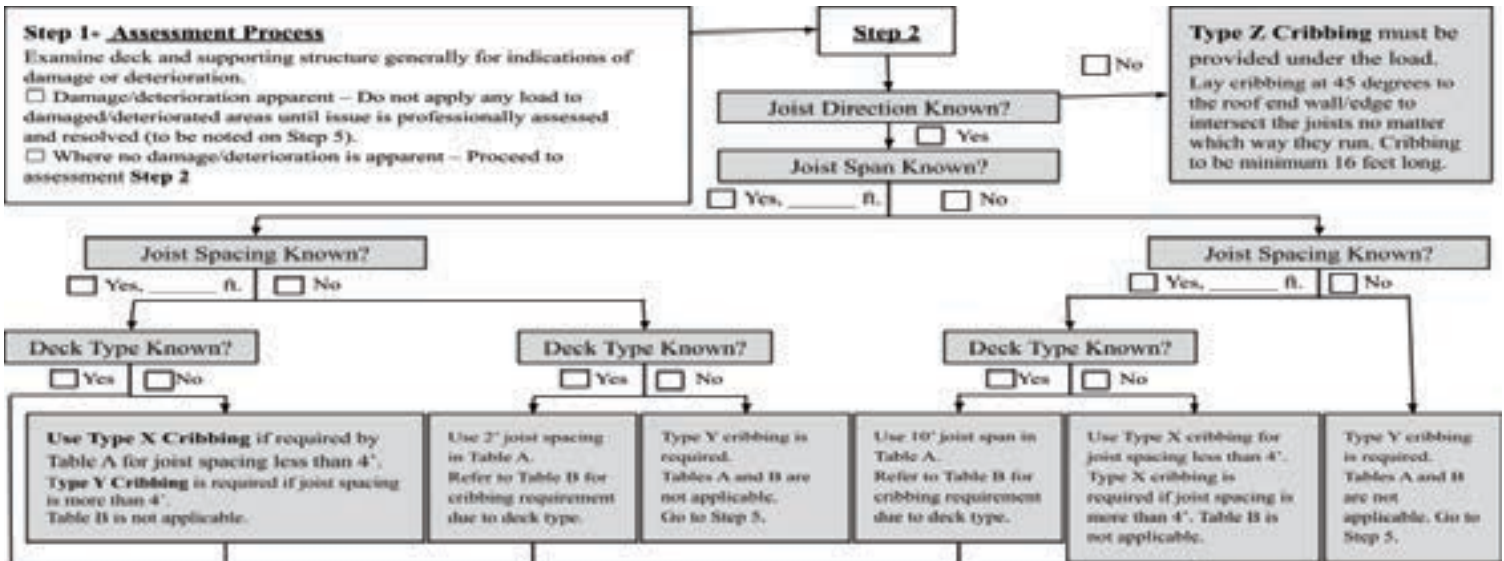 Step 1- Assessment Process
Examine deck and supporting structure generally for indications of
damage or deterioration.
☐ Damage/deterioration apparent – Do not apply any load to
damaged/deteriorated areas until issue is professionally assessed
and resolved (to be noted on Step 5).
☐ Where no damage/deterioration is apparent – Proceed to
assessment Step 2
Step 2
Joist Direction Known?
☐ No
☐ Yes
Type Z Cribbing must be
provided under the load.
Lay cribbing at 45 degrees to
the roof end wall/edge to
intersect the joists no matter
which way they run. Cribbing
to be minimum 16 feet long.
Joist Span Known?
☐ Yes, ______ ft. ☐ No
Joist Spacing Known?
☐ Yes, ______ ft. ☐ No
Joist Spacing Known?
☐ Yes, ______ ft. ☐ No
Deck Type Known?
☐ Yes ☐ No
Deck Type Known?
☐ Yes ☐ No
Deck Type Known?
☐ Yes ☐ No
Use Type X Cribbing if required by
Table A for joist spacing less than 4'.
Type Y Cribbing is required if joist spacing
is more than 4'.
Table B is not applicable.
Use 2' joist spacing
in Table A.
Refer to Table B for
cribbing requirement
due to deck type.
Type Y cribbing is
required.
Tables A and B are
not applicable.
Go to Step 5.
Use 10' joist span in
Table A.
Refer to Table B for
cribbing requirement
due to deck type.
Use Type X cribbing for
joist spacing less than 4'.
Type X cribbing is
required if joist spacing is
more than 4'. Table B is
not applicable.
Type Y cribbing
is required.
Tables A and B
are not
applicable. Go to
Step 5.